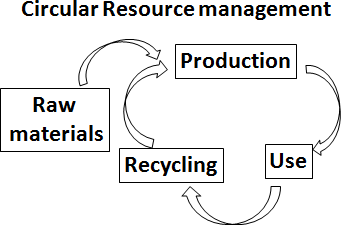 Circular Resource management
Production
Raw
materials
Recycling
Use